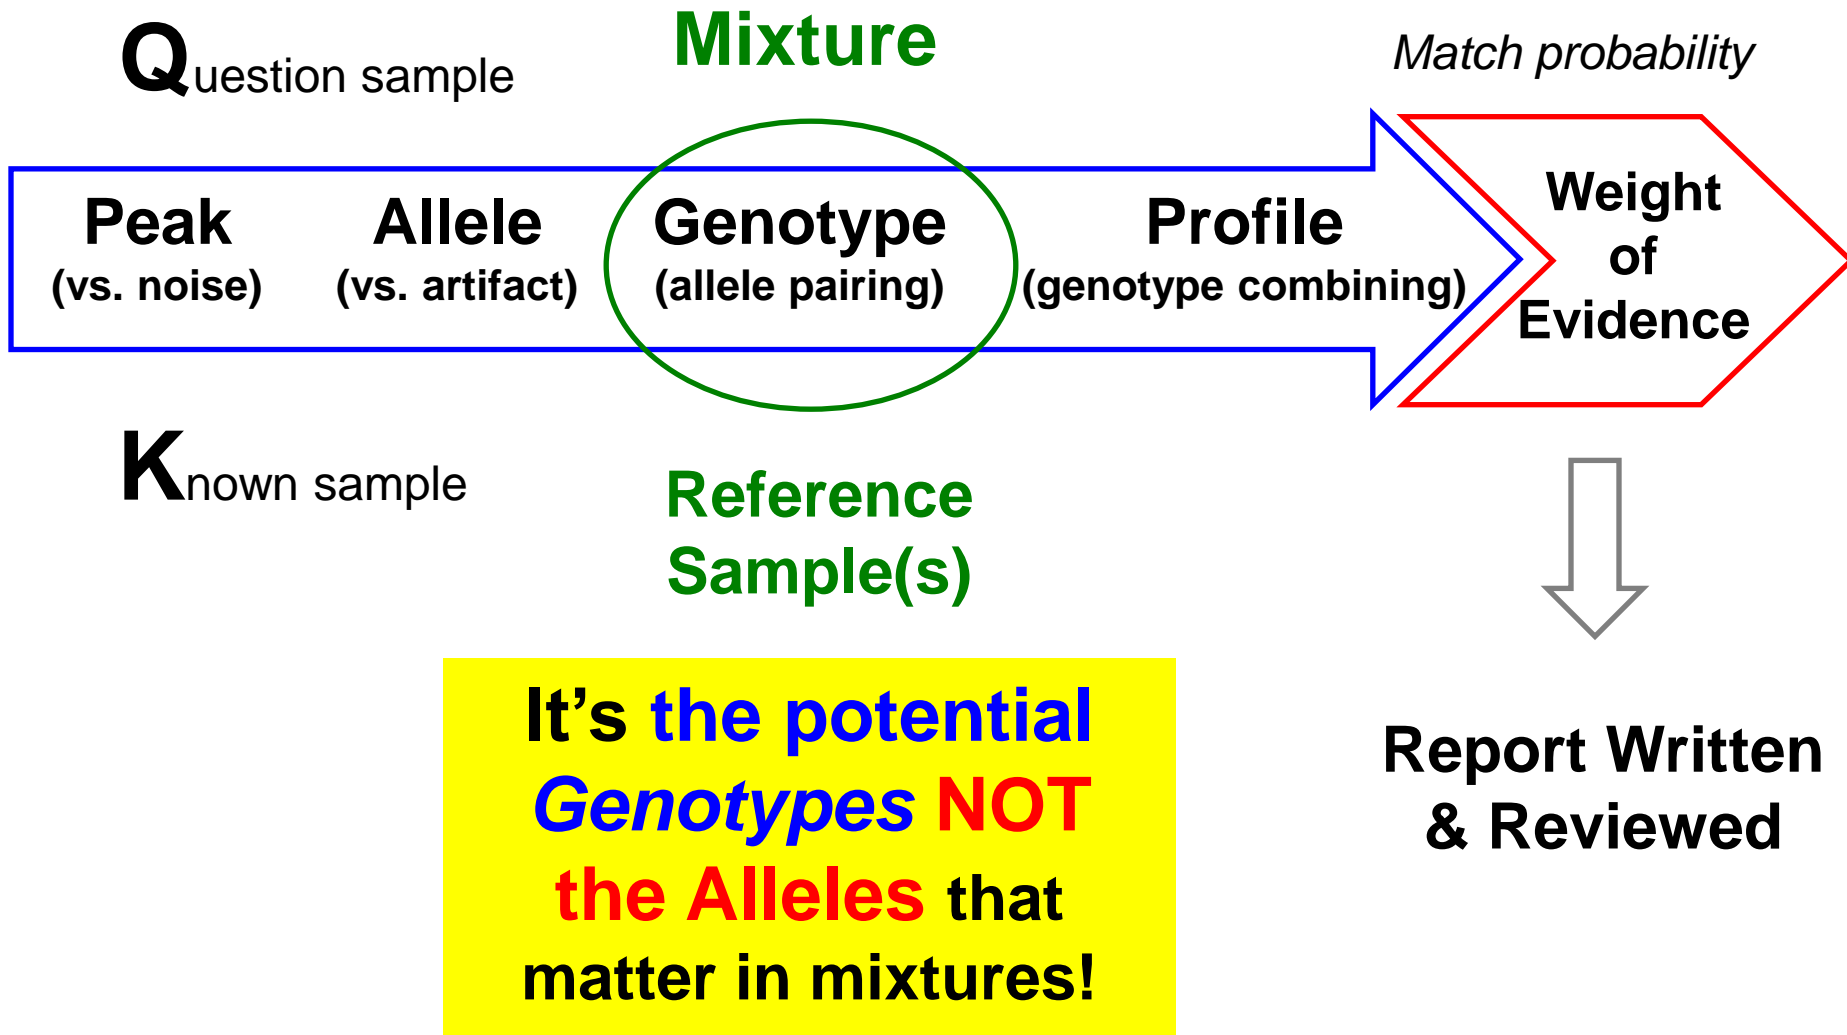 Question sample
Mixture
Match probability
Peak
(vs. noise)
Allele
(vs. artifact)
Genotype
(allele pairing)
Profile
(genotype combining)
Weight
of
Evidence
Known sample
Reference
Sample(s)
It’s the potential
Genotypes NOT
the Alleles that
matter in mixtures!
Report Written
& Reviewed